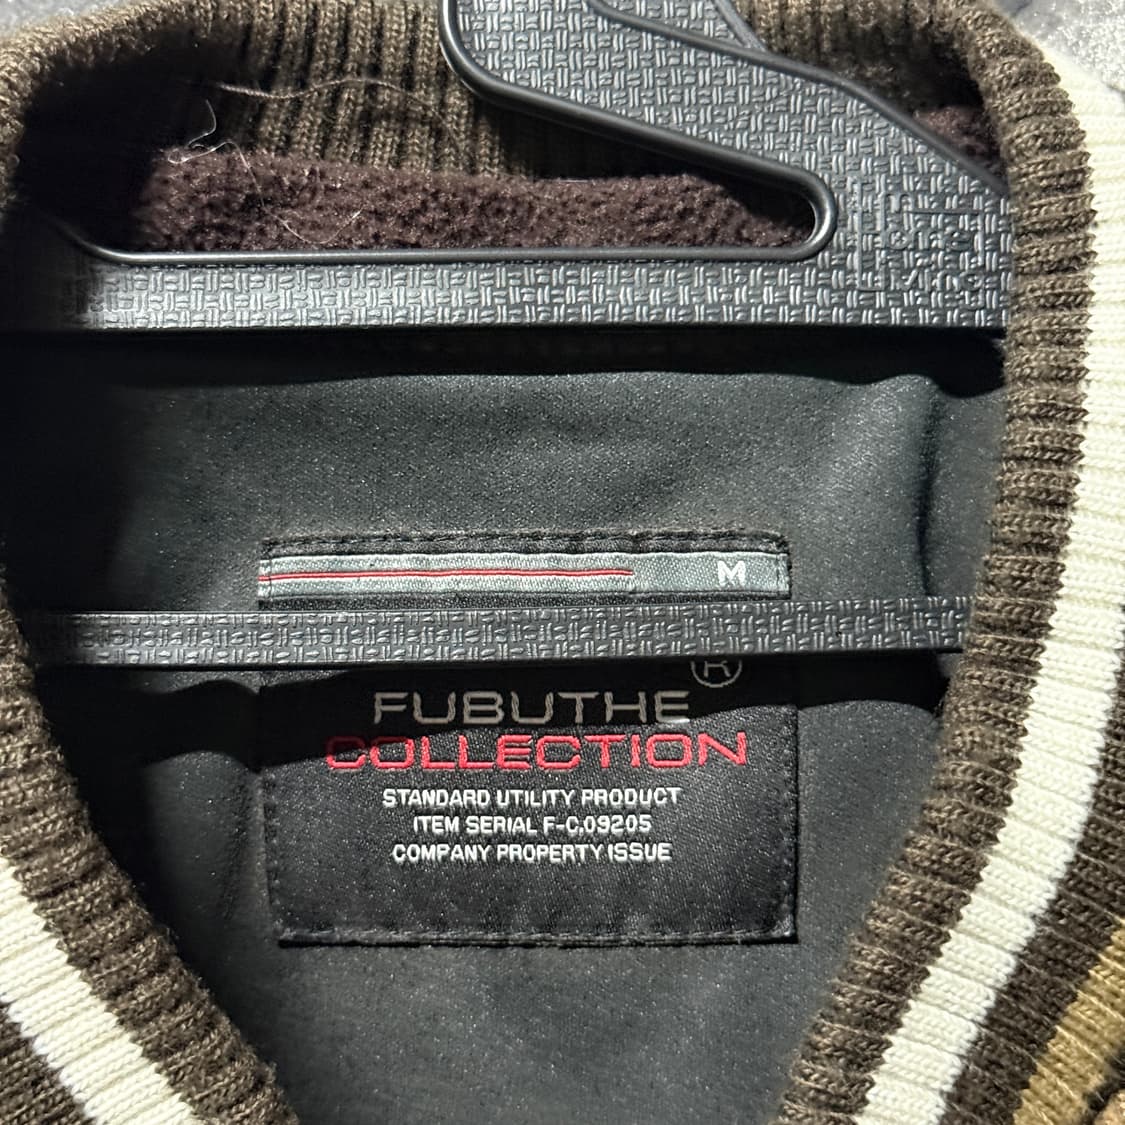 M
®
FUBUTHE
COLLECTION
STANDARD UTILITY PRODUCT
ITEM SERIAL F-C.09205
COMPANY PROPERTY ISSUE